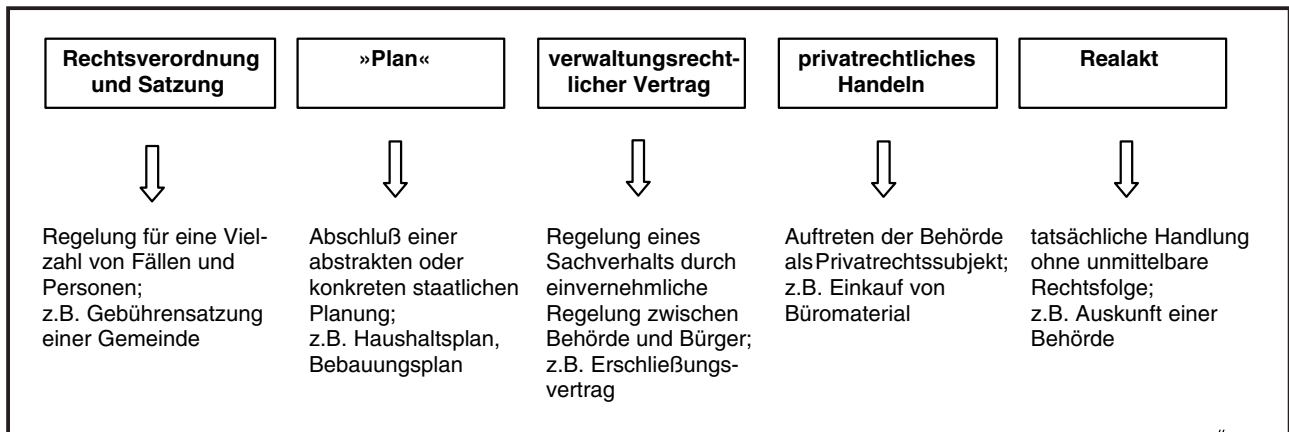 Rechtsverordnung
und Satzung
»Plan«
verwaltungsrecht-
licher Vertrag
privatrechtliches
Handeln
Realakt
Regelung für eine Viel-
zahl von Fällen und
Personen;
z.B. Gebührensatzung
einer Gemeinde
Abschluß einer
abstrakten oder
konkreten staatlichen
Planung;
z.B. Haushaltsplan,
Bebauungsplan
Regelung eines
Sachverhalts durch
einvernehmliche
Regelung zwischen
Behörde und Bürger;
z.B. Erschließungs-
vertrag
Auftreten der Behörde
als Privatrechtssubjekt;
z.B. Einkauf von
Büromaterial
tatsächliche Handlung
ohne unmittelbare
Rechtsfolge;
z.B. Auskunft einer
Behörde